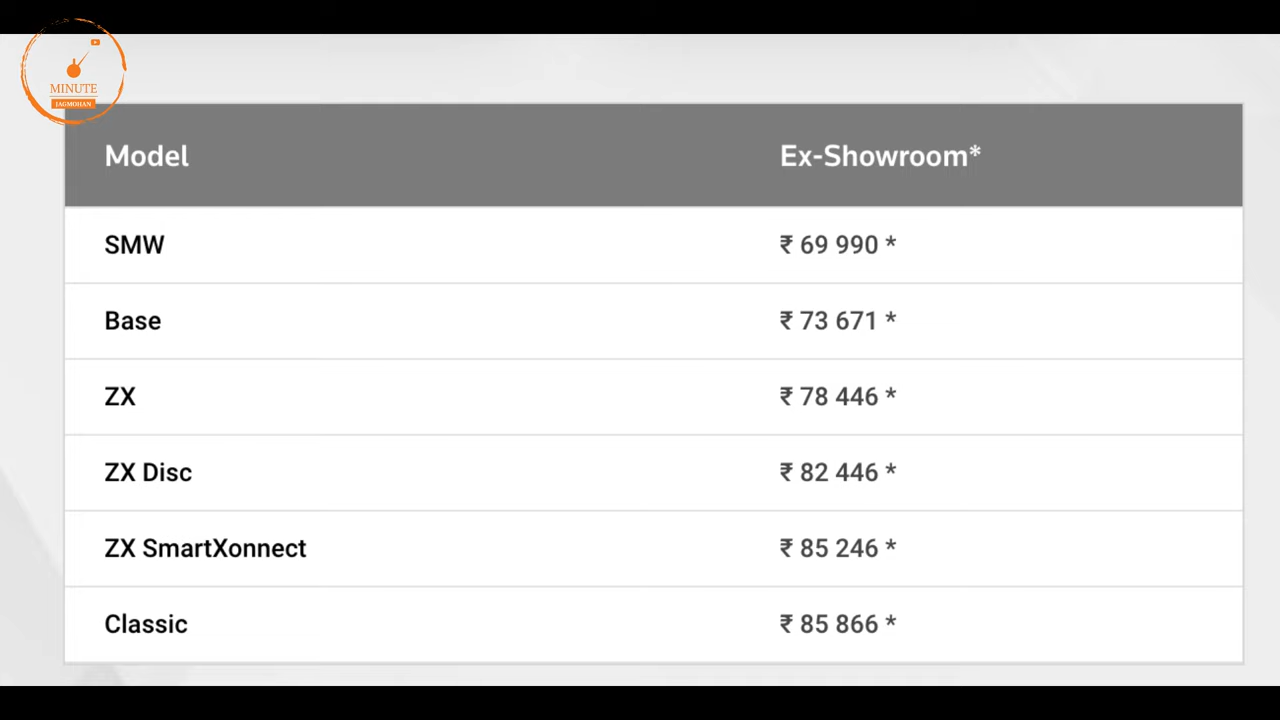 MINUTE
JAGMOHAN
Model Ex-Showroom*
SMW ₹ 69 990 *
Base ₹ 73 671 *
ZX ₹ 78 446 *
ZX Disc ₹ 82 446 *
ZX SmartXonnect ₹ 85 246 *
Classic ₹ 85 866 *